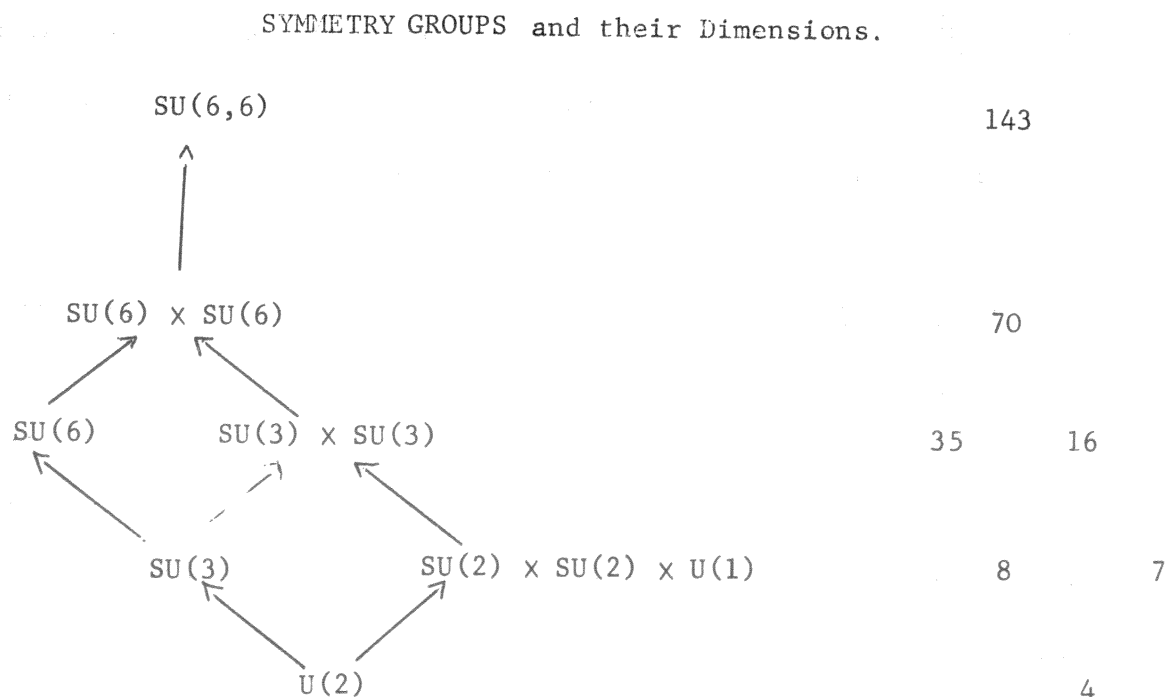 SYMMETRY GROUPS and their Dimensions.
SU(6,6) 143
SU(6) X SU(6) 70
SU(6) SU(3) X SU(3) 35 16
SU(3) SU(2) X SU(2) X U(1) 8 7
U(2) 4